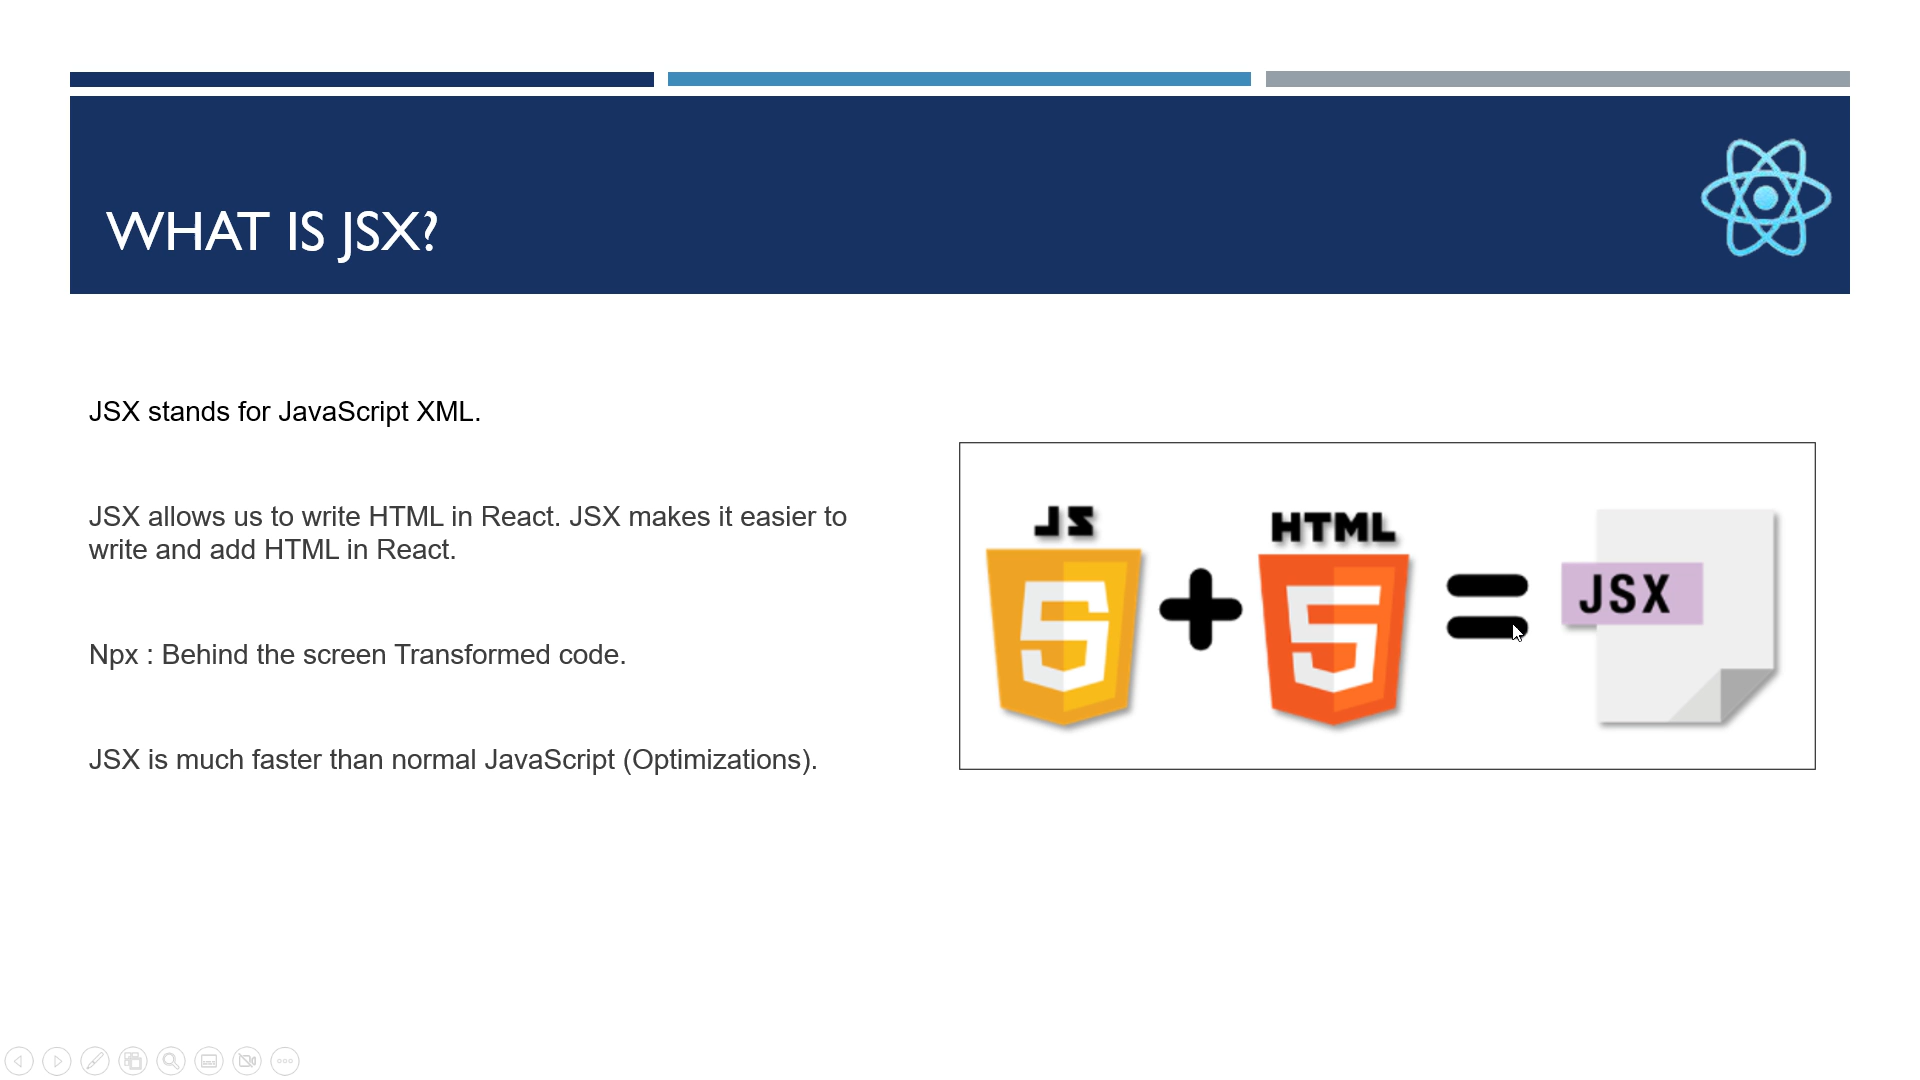 WHAT IS JSX?
JSX stands for JavaScript XML.
JSX allows us to write HTML in React. JSX makes it easier to
write and add HTML in React.
Npx : Behind the screen Transformed code.
JSX is much faster than normal JavaScript (Optimizations).
JS
HTML
5
5
JSX